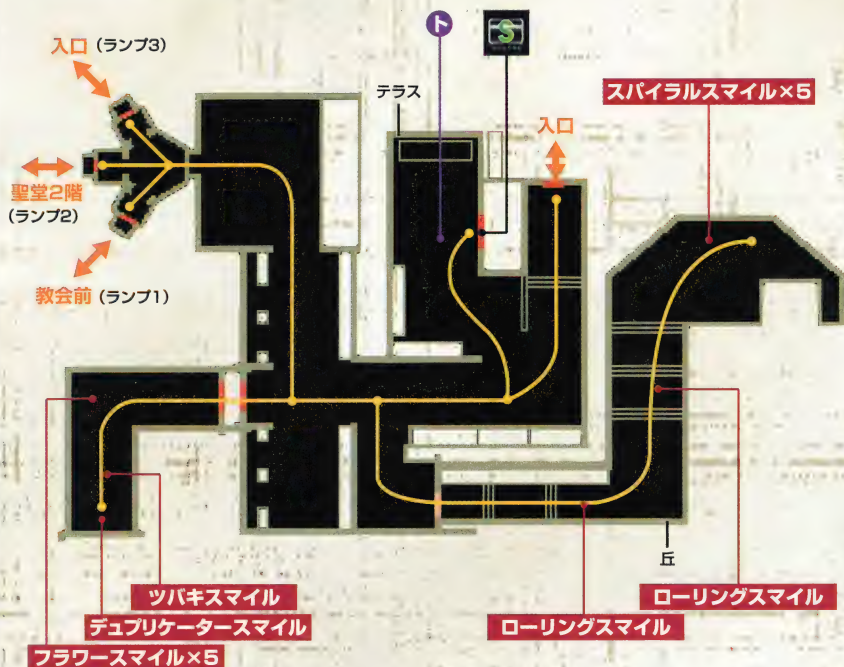 ト
S
入口（ランプ3）
テラス
スパイラルスマイル×5
入口
聖堂2階
（ランプ2）
教会前（ランプ1）
丘
ツバキスマイル
ローリングスマイル
デュプリケータースマイル
ローリングスマイル
フラワースマイル×5